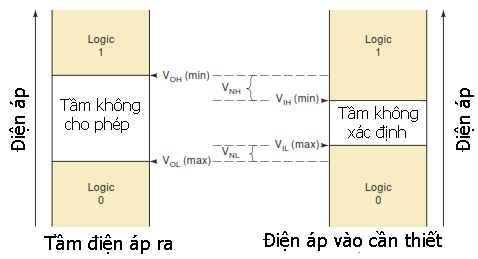 Điện áp
Logic
1
Tầm không
cho phép
Logic
0
Tầm điện áp ra
VOH (min)
VNH
VIH (min)
VIL (max)
VNL
VOL (max)
Logic
1
Tầm không
xác định
Logic
0
Điện áp vào cần thiết
Điện áp